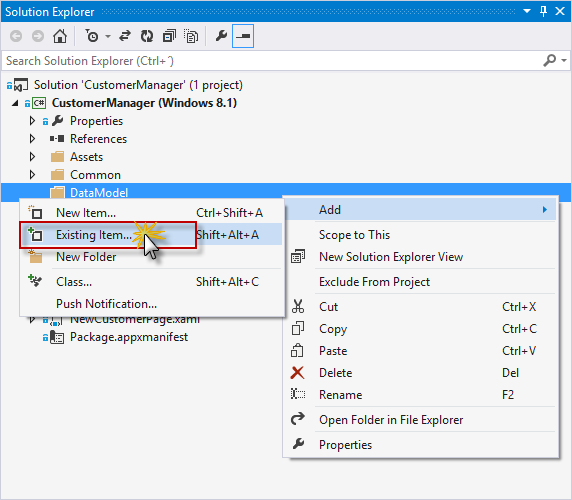 Solution Explorer
Search Solution Explorer (Ctrl+´)
Solution 'CustomerManager' (1 project)
C# CustomerManager (Windows 8.1)
Properties
References
Assets
Common
DataModel
New Item... Ctrl+Shift+A
Existing Item... Shift+Alt+A
New Folder
Class... Shift+Alt+C
Push Notification...
NewCustomerPage.xaml
Package.appxmanifest
Add
Scope to This
New Solution Explorer View
Exclude From Project
Cut Ctrl+X
Copy Ctrl+C
Paste Ctrl+V
Delete Del
Rename F2
Open Folder in File Explorer
Properties